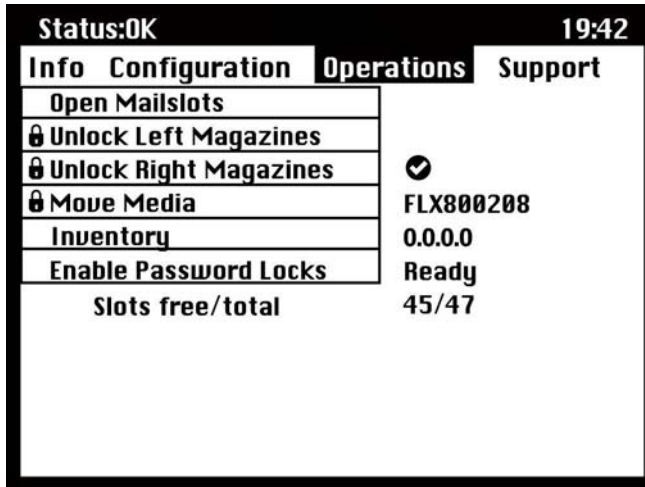 Status:OK 19:42
Info Configuration Operations Support
Open Mailslots
Unlock Left Magazines
Unlock Right Magazines
Move Media FLX800208
Inventory 0.0.0.0
Enable Password Locks Ready
Slots free/total 45/47